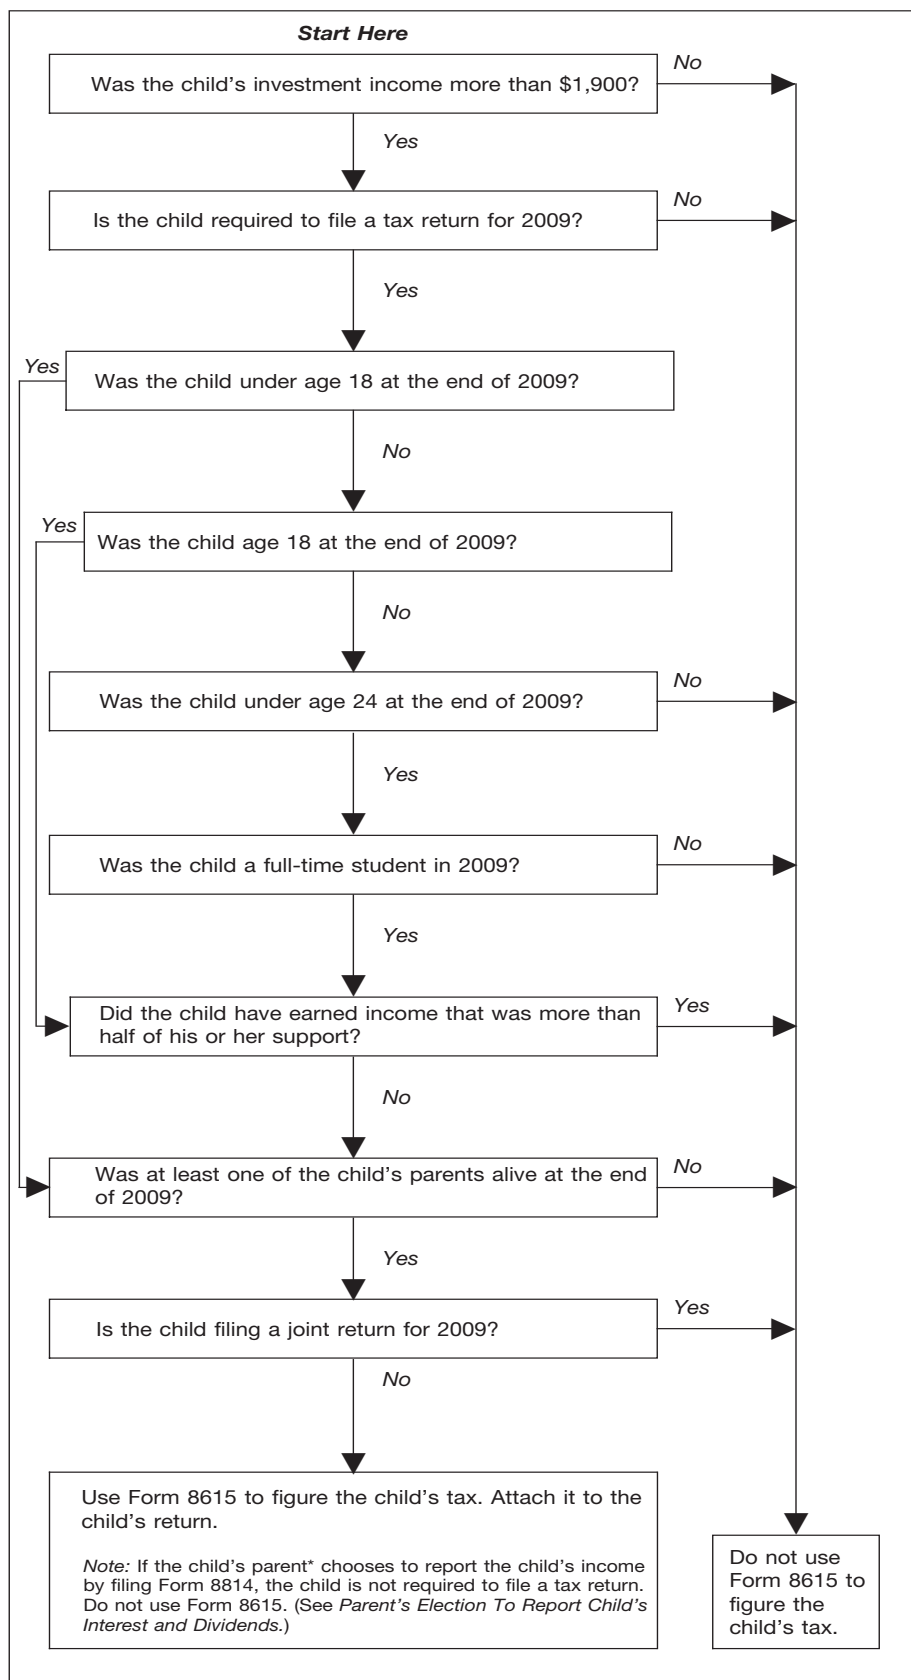 Start Here
Was the child's investment income more than $1,900?
No
Yes
Is the child required to file a tax return for 2009?
No
Yes
Yes
Was the child under age 18 at the end of 2009?
No
Yes
Was the child age 18 at the end of 2009?
No
Was the child under age 24 at the end of 2009?
No
Yes
Was the child a full-time student in 2009?
No
Yes
Did the child have earned income that was more than
half of his or her support?
Yes
No
Was at least one of the child's parents alive at the end
of 2009?
No
Yes
Is the child filing a joint return for 2009?
Yes
No
Use Form 8615 to figure the child's tax. Attach it to the
child's return.
Note: If the child's parent* chooses to report the child's income
by filing Form 8814, the child is not required to file a tax return.
Do not use Form 8615. (See Parent's Election To Report Child's
Interest and Dividends.)
Do not use
Form 8615 to
figure the
child's tax.